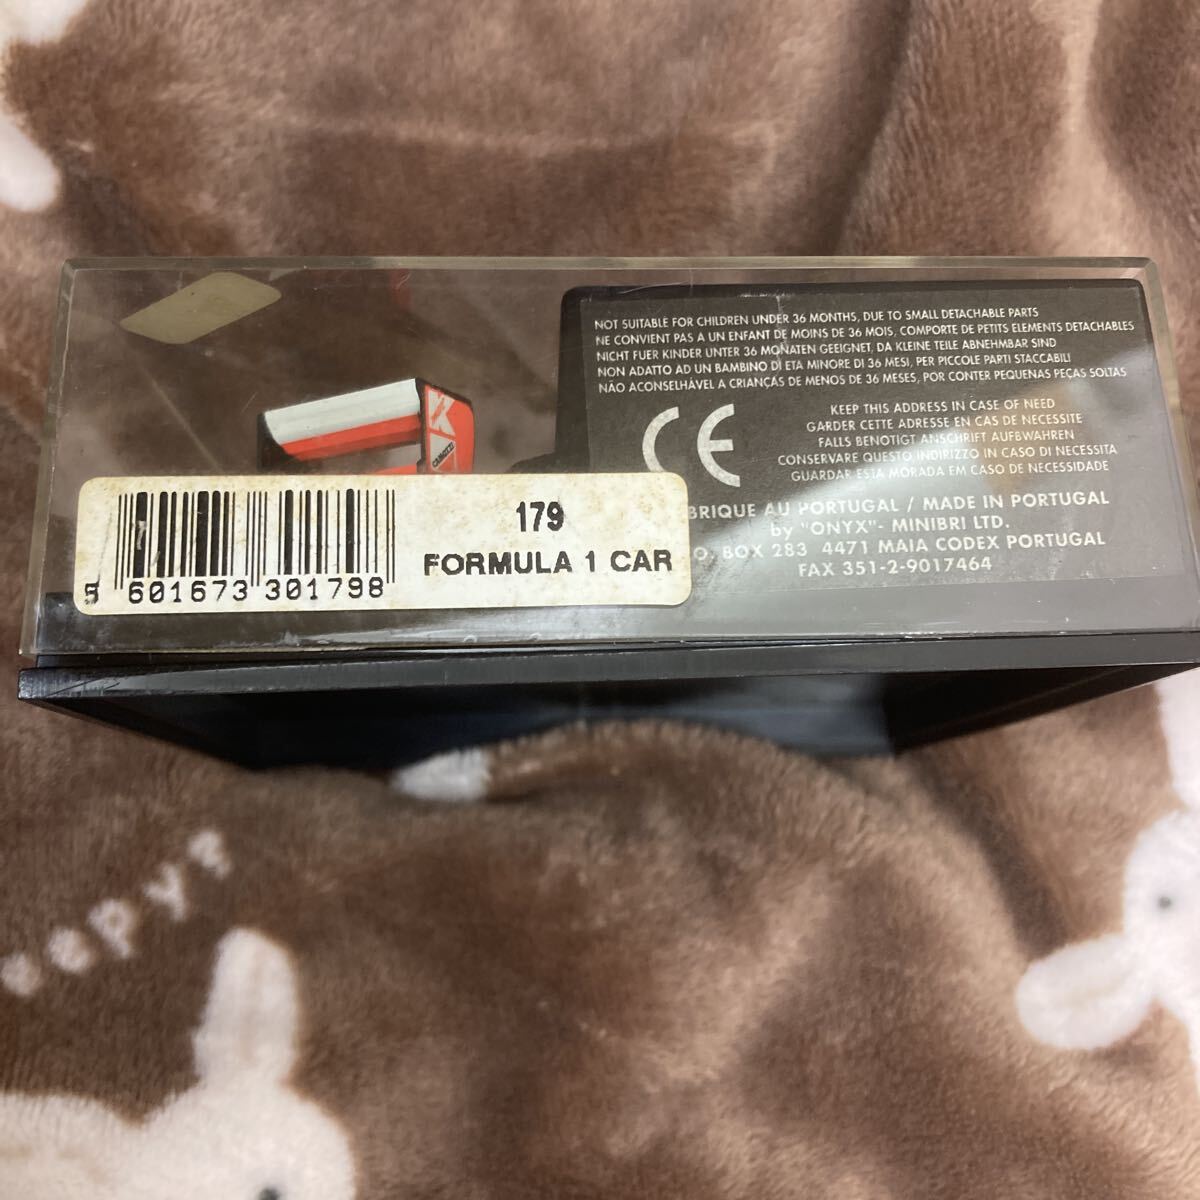 NOT SUITABLE FOR CHILDREN UNDER 36 MONTHS, DUE TO SMALL DETACHABLE PARTS
NE CONVIENT PAS A UN ENFANT DE MOINS DE 36 MOIS, COMPORTE DE PETITS ELEMENTS DETACHABLES
NICHT FUER KINDER UNTER 36 MONATEN GEEIGNET, DA KLEINE TEILE ABNEHMBAR SIND
NON ADATTO AD UN BAMBINO DI ETA MINORE DI 36 MESI, PER PICCOLE PARTI STACCABILI
NÃO ACONSELHÁVEL A CRIANÇAS DE MENOS DE 36 MESES, POR CONTER PEQUENAS PEÇAS SOLTAS
CE
KEEP THIS ADDRESS IN CASE OF NEED
GARDER CETTE ADRESSE EN CAS DE NECESSITE
FALLS BENOTIGT ANSCHRIFT AUFBWAHREN
CONSERVARE QUESTO INDIRIZZO IN CASO DI NECESSITA
GUARDAR ESTA MORADA EM CASO DE NECESSIDADE
BRIQUE AU PORTUGAL / MADE IN PORTUGAL
by "ONYX"- MINIBRI LTD.
O. BOX 283 4471 MAIA CODEX PORTUGAL
FAX 351-2-9017464
K
179
FORMULA 1 CAR
5 601673 301798